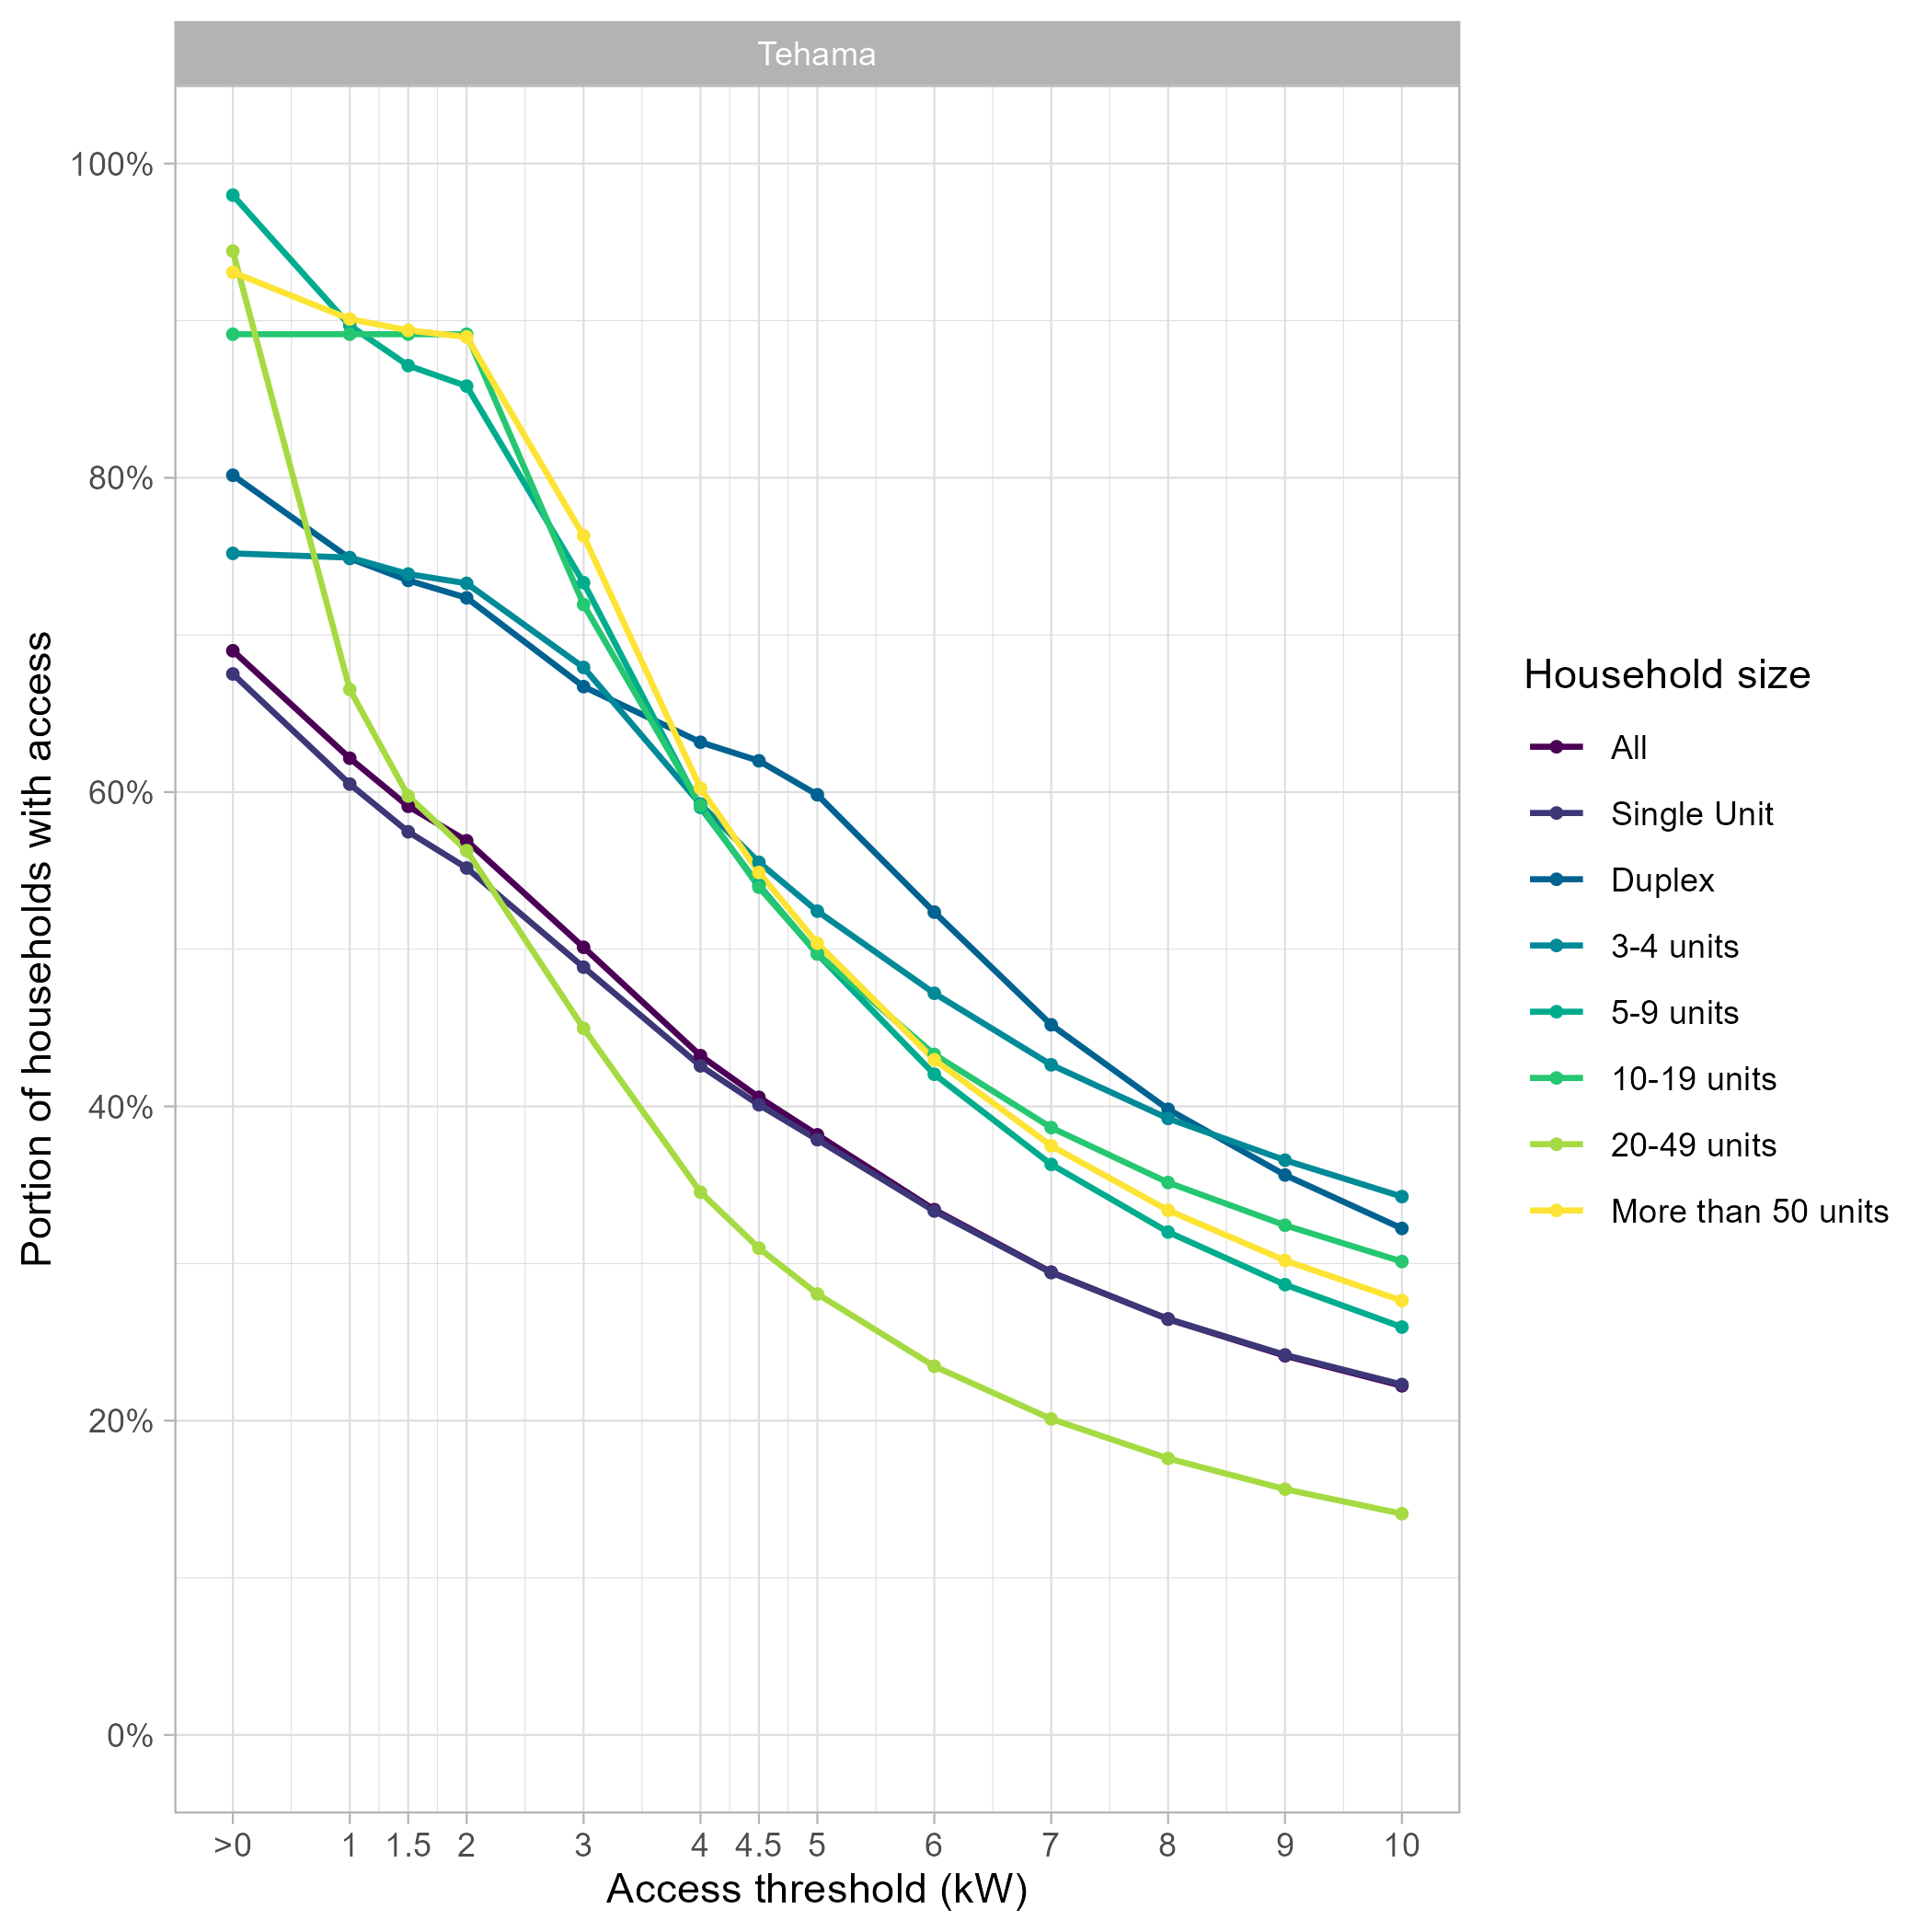 Tehama
100%
80%
60%
40%
20%
0%
Portion of households with access
>0 1 1.5 2 3 4 4.5 5 6 7 8 9 10
Access threshold (kW)
Household size
All
Single Unit
Duplex
3-4 units
5-9 units
10-19 units
20-49 units
More than 50 units